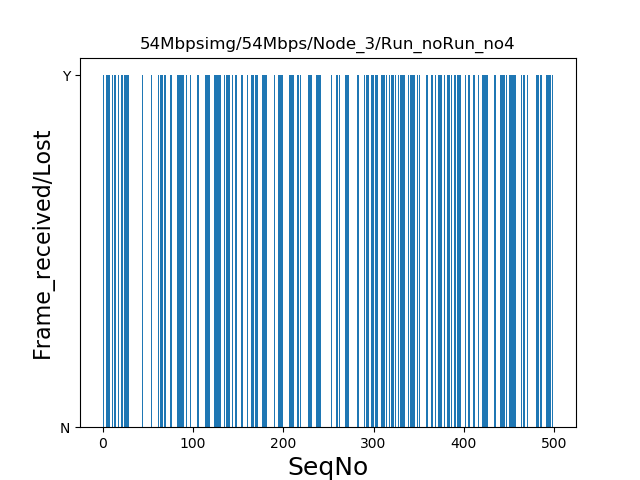 54Mbpsimg/54Mbps/Node_3/Run_noRun_no4
Y
Frame_received/Lost
N
0 100 200 300 400 500
SeqNo